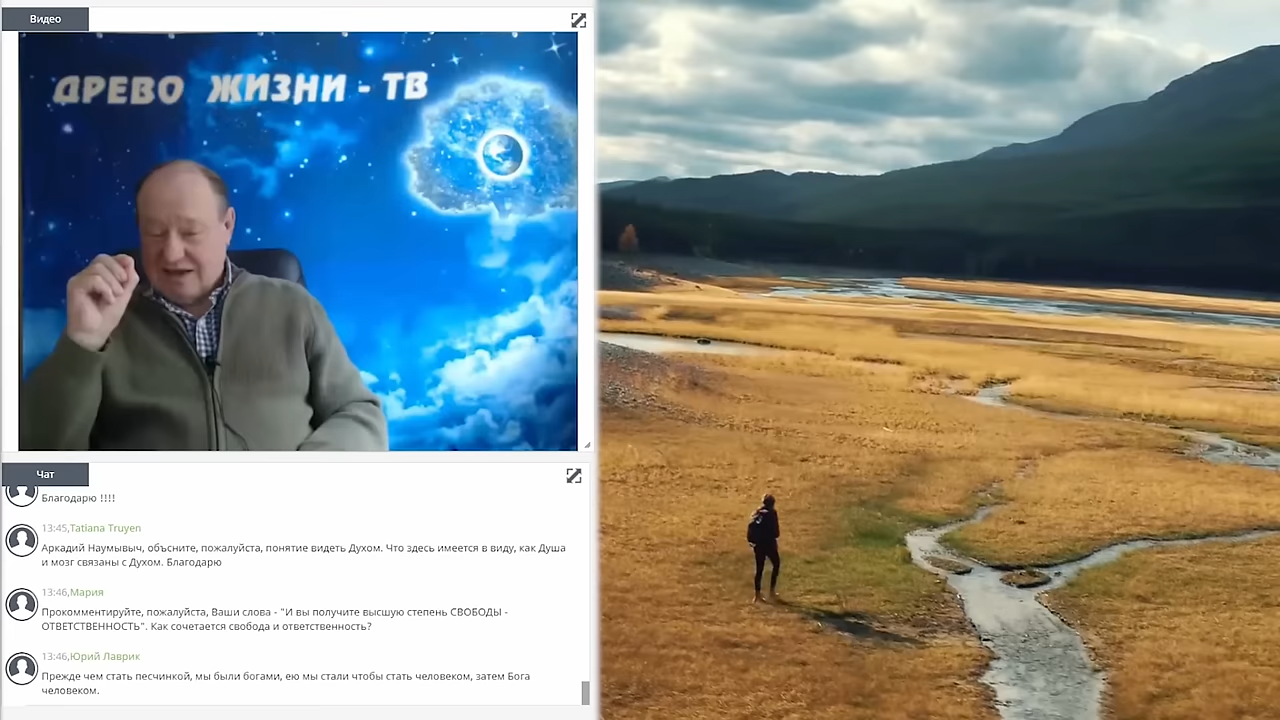 Видео
ДРЕВО ЖИЗНИ - ТВ
Чат
Благодарю !!!!
13:45,Tatiana Truyen
Аркадий Наумывыч, объсните, пожалуйста, понятие видеть Духом. Что здесь имеется в виду, как Душа
и мозг связаны с Духом. Благодарю
13:46,Мария
Прокомментируйте, пожалуйста, Ваши слова - "И вы получите высшую степень СВОБОДЫ -
ОТВЕТСТВЕННОСТЬ". Как сочетается свобода и ответственность?
13:46,Юрий Лаврик
Прежде чем стать песчинкой, мы были богами, ею мы стали чтобы стать человеком, затем Бога
человеком.